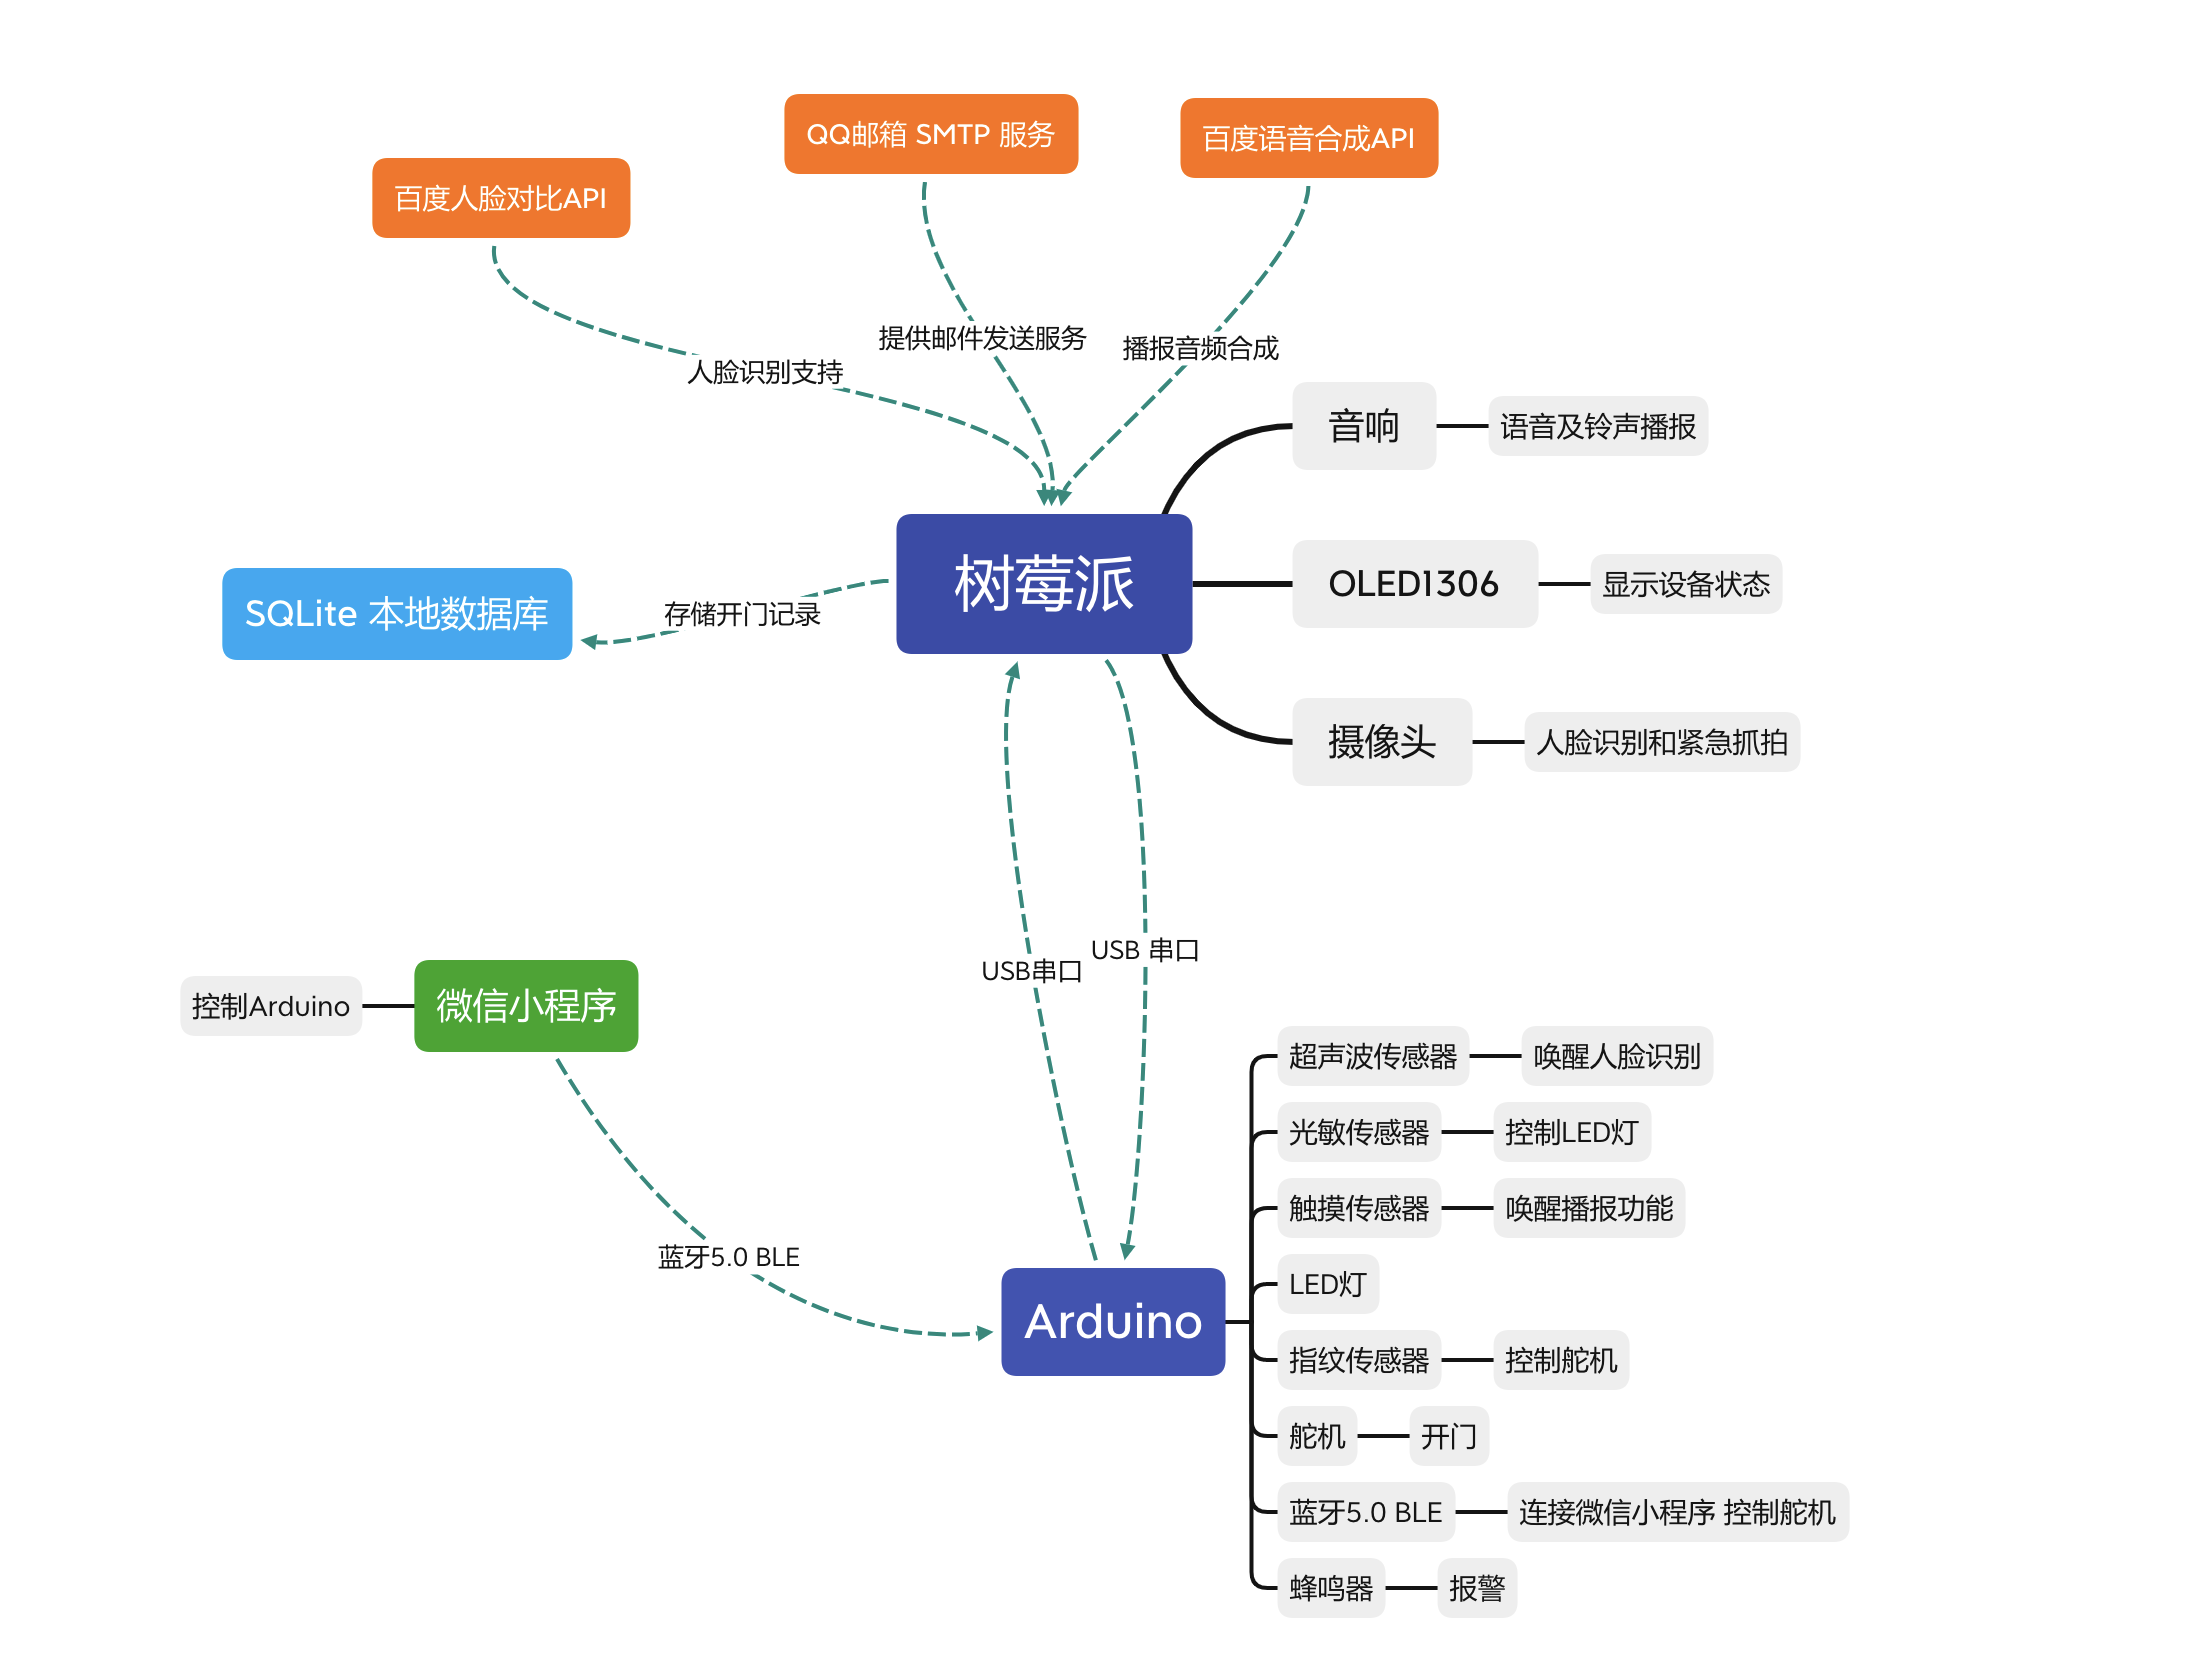 QQ邮箱 SMTP 服务
百度语音合成API
百度人脸对比API
提供邮件发送服务
播报音频合成
人脸识别支持
音响
语音及铃声播报
树莓派
OLED1306
显示设备状态
SQLite 本地数据库
存储开门记录
摄像头
人脸识别和紧急抓拍
USB 串口
USB串口
控制Arduino
微信小程序
超声波传感器
唤醒人脸识别
光敏传感器
控制LED灯
触摸传感器
唤醒播报功能
蓝牙5.0 BLE
LED灯
Arduino
指纹传感器
控制舵机
舵机
开门
蓝牙5.0 BLE
连接微信小程序 控制舵机
蜂鸣器
报警